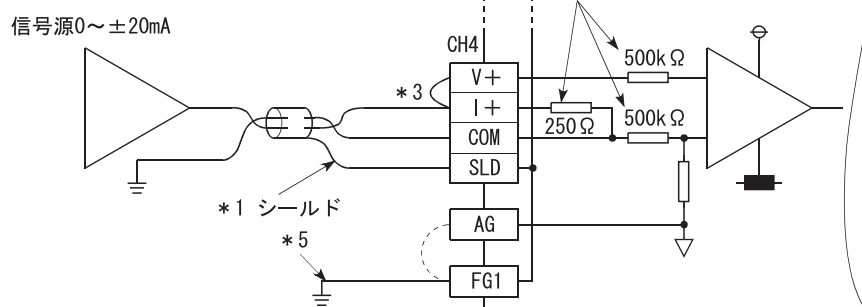 信号源0～±20mA
CH4
V+
500kΩ
*3
I+
250Ω
500kΩ
COM
SLD
*1 シールド
AG
*5
FG1